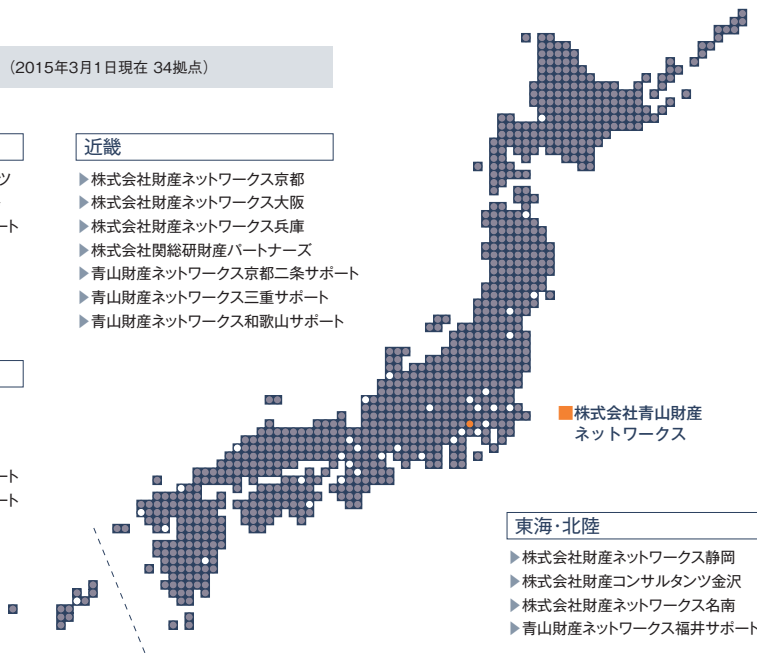 （2015年3月1日現在 34拠点）
ツ
ート
近畿
▶株式会社財産ネットワークス京都
▶株式会社財産ネットワークス大阪
▶株式会社財産ネットワークス兵庫
▶株式会社関総研財産パートナーズ
▶青山財産ネットワークス京都二条サポート
▶青山財産ネットワークス三重サポート
▶青山財産ネットワークス和歌山サポート
ート
ート
■株式会社青山財産
ネットワークス
東海・北陸
▶株式会社財産ネットワークス静岡
▶株式会社財産コンサルタンツ金沢
▶株式会社財産ネットワークス名南
▶青山財産ネットワークス福井サポート